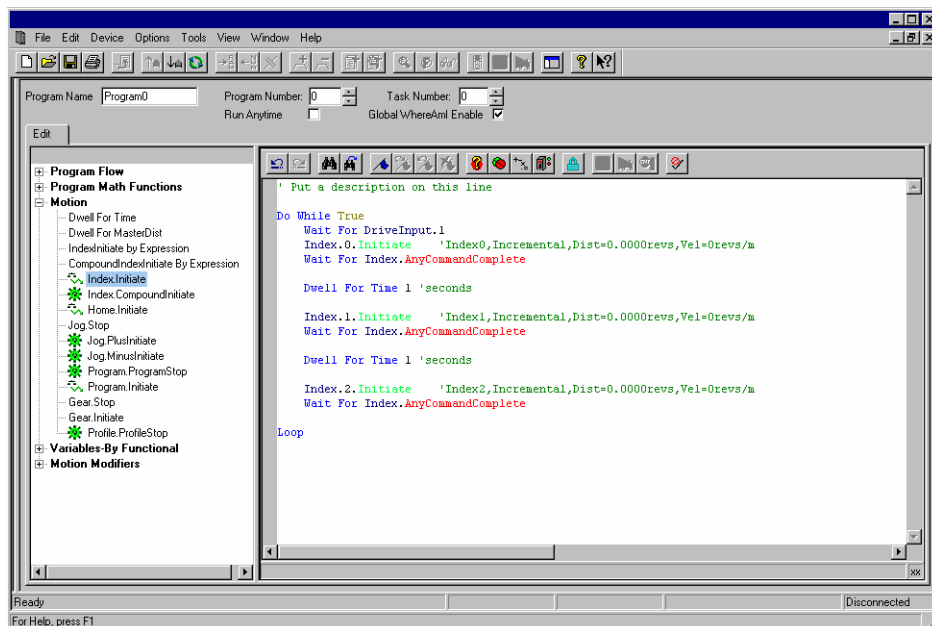 File Edit Device Options Tools View Window Help
Program Name Program0 Program Number: 0 Task Number: 0
Run Anytime Global WhereAmI Enable
Edit
Program Flow
Program Math Functions
Motion
Dwell For Time
Dwell For MasterDist
IndexInitiate by Expression
CompoundIndexInitiate By Expression
Index.Initiate
Index.CompoundInitiate
Home.Initiate
Jog.Stop
Jog.PlusInitiate
Jog.MinusInitiate
Program.ProgramStop
Program.Initiate
Gear.Stop
Gear.Initiate
Profile.ProfileStop
Variables-By Functional
Motion Modifiers
' Put a description on this line
Do While True
Wait For DriveInput.1
Index.0.Initiate 'Index0,Incremental,Dist=0.0000revs,Vel=0revs/m
Wait For Index.AnyCommandComplete
Dwell For Time 1 'seconds
Index.1.Initiate 'Index1,Incremental,Dist=0.0000revs,Vel=0revs/m
Wait For Index.AnyCommandComplete
Dwell For Time 1 'seconds
Index.2.Initiate 'Index2,Incremental,Dist=0.0000revs,Vel=0revs/m
Wait For Index.AnyCommandComplete
Loop
xx
Ready Disconnected
For Help, press F1